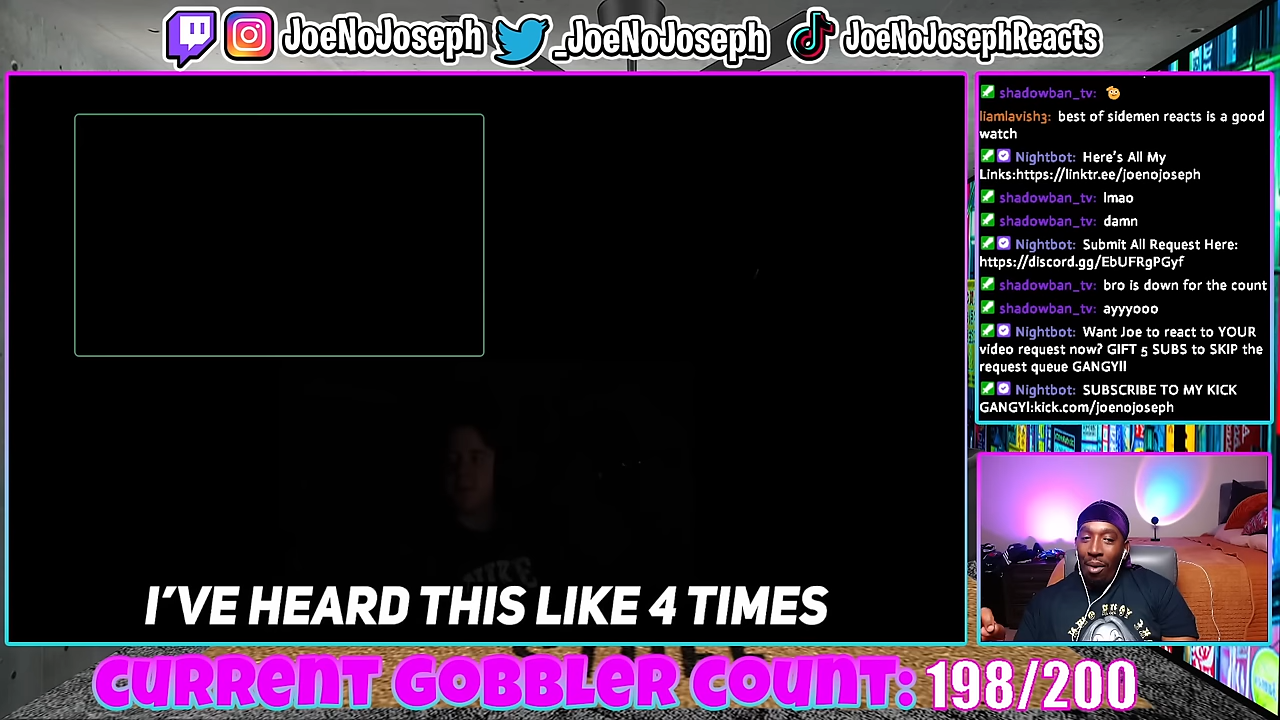 JoeNoJoseph
_JoeNoJoseph
JoeNoJosephReacts
shadowban_tv:
liamlavish3: best of sidemen reacts is a good
watch
Nightbot: Here's All My
Links:https://linktr.ee/joenojoseph
shadowban_tv: lmao
shadowban_tv: damn
Nightbot: Submit All Request Here:
https://discord.gg/EbUFRgPGyf
shadowban_tv: bro is down for the count
shadowban_tv: ayyyooo
Nightbot: Want Joe to react to YOUR
video request now? GIFT 5 SUBS to SKIP the
request queue GANGY!!
Nightbot: SUBSCRIBE TO MY KICK
GANGY!:kick.com/joenojoseph
I'VE HEARD THIS LIKE 4 TIMES
CURRENT GOBBLER COUNT: 198/200